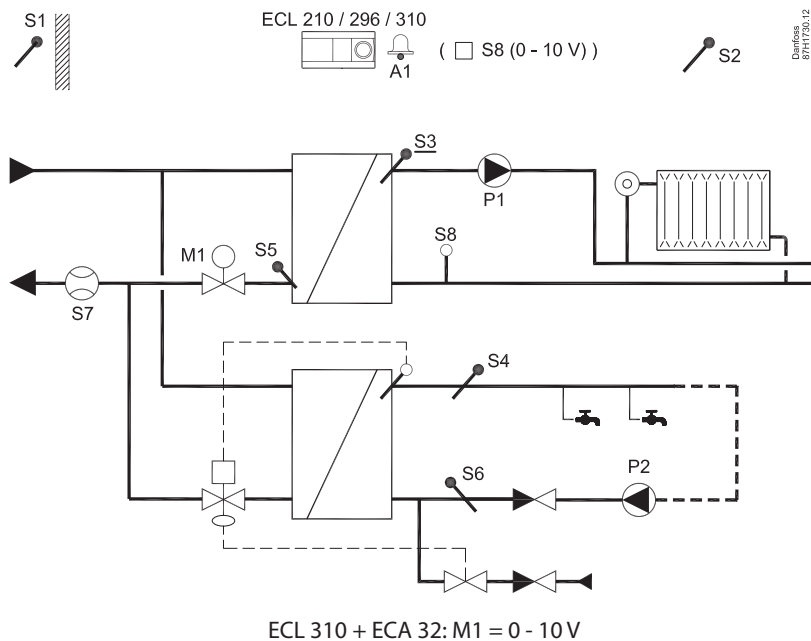 S1
ECL 210 / 296 / 310
A1
( S8 (0 - 10 V) )
S2
Danfoss
87H1730.12
S3
P1
M1
S5
S8
S7
S4
S6
P2
ECL 310 + ECA 32: M1 = 0 - 10 V